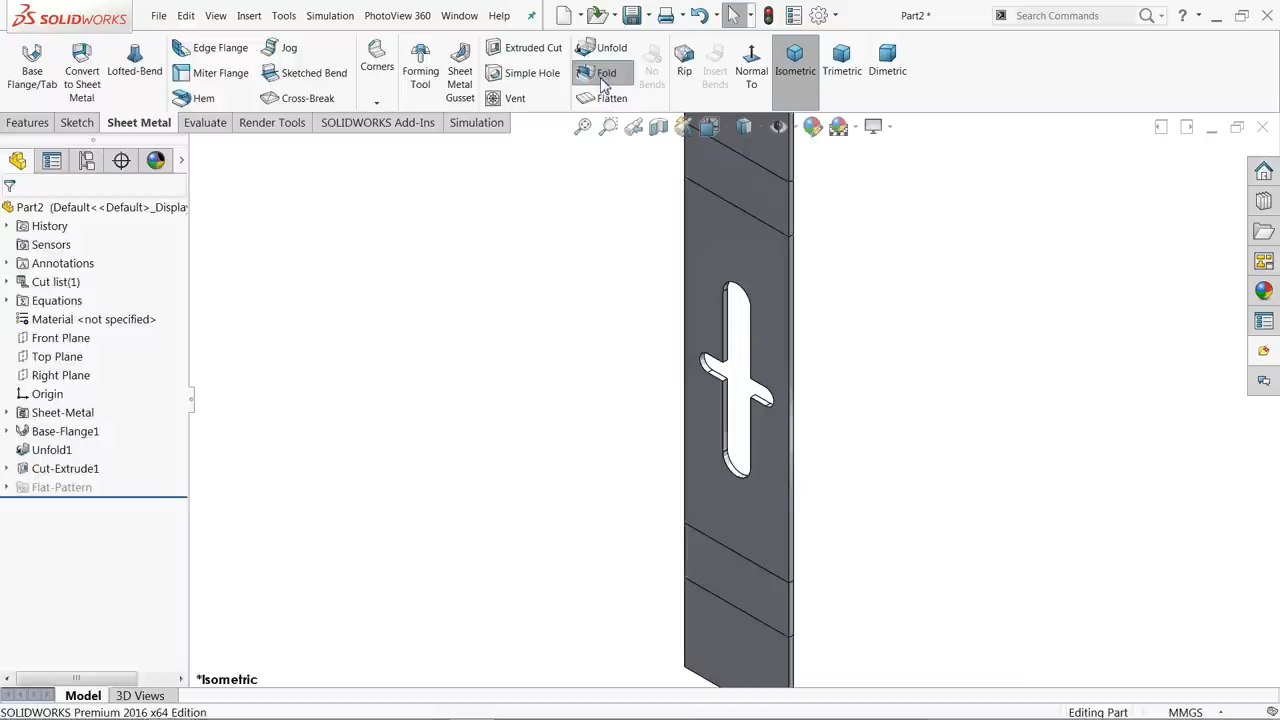 SOLIDWORKS
File Edit View Insert Tools Simulation PhotoView 360 Window Help
Part2 *
Search Commands
Base Flange/Tab
Convert to Sheet Metal
Lofted-Bend
Edge Flange
Miter Flange
Hem
Jog
Sketched Bend
Cross-Break
Corners
Forming Tool
Sheet Metal Gusset
Extruded Cut
Simple Hole
Vent
Unfold
Fold
Flatten
No Bends
Rip
Insert Bends
Normal To
Isometric
Trimetric
Dimetric
Features Sketch Sheet Metal Evaluate Render Tools SOLIDWORKS Add-Ins Simulation
Part2 (Default<<Default>_Display
History
Sensors
Annotations
Cut list(1)
Equations
Material <not specified>
Front Plane
Top Plane
Right Plane
Origin
Sheet-Metal
Base-Flange1
Unfold1
Cut-Extrude1
Flat-Pattern
*Isometric
Model 3D Views
SOLIDWORKS Premium 2016 x64 Edition
Editing Part
MMGS